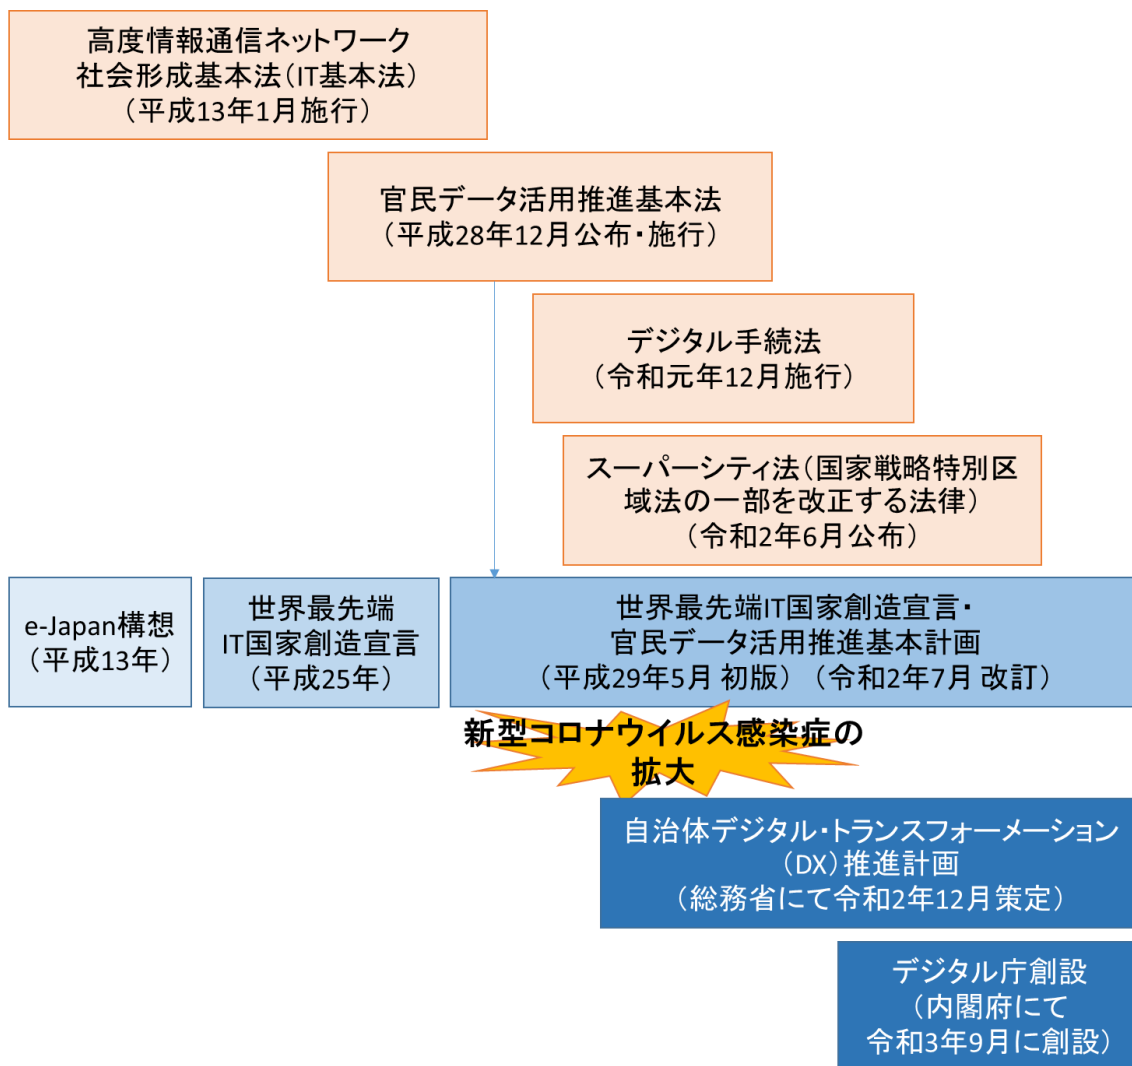 高度情報通信ネットワーク
社会形成基本法（IT基本法）
（平成13年1月施行）
官民データ活用推進基本法
（平成28年12月公布・施行）
デジタル手続法
（令和元年12月施行）
スーパーシティ法（国家戦略特別区
域法の一部を改正する法律）
（令和2年6月公布）
e-Japan構想
（平成13年）
世界最先端
IT国家創造宣言
（平成25年）
世界最先端IT国家創造宣言・
官民データ活用推進基本計画
（平成29年5月 初版）（令和2年7月 改訂）
新型コロナウイルス感染症の
拡大
自治体デジタル・トランスフォーメーション
（DX）推進計画
（総務省にて令和2年12月策定）
デジタル庁創設
（内閣府にて
令和3年9月に創設）